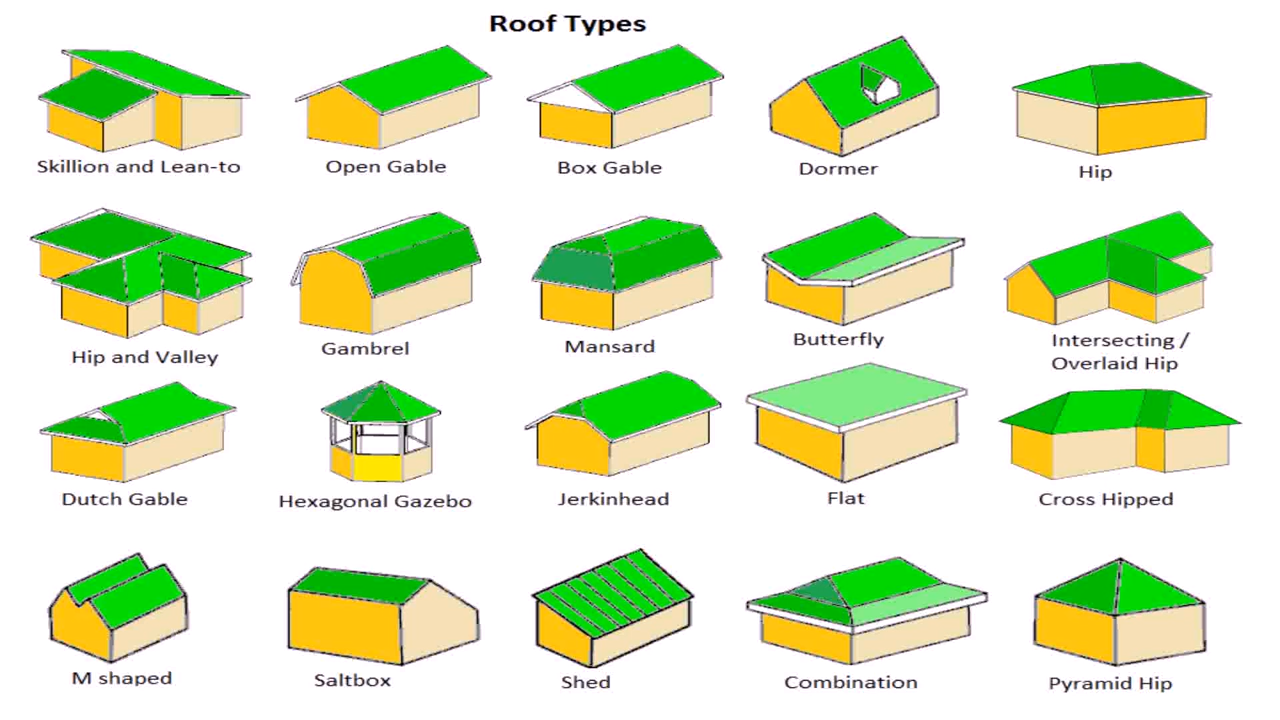 Roof Types
Skillion and Lean-to
Open Gable
Box Gable
Dormer
Hip
Hip and Valley
Gambrel
Mansard
Butterfly
Intersecting /
Overlaid Hip
Dutch Gable
Hexagonal Gazebo
Jerkinhead
Flat
Cross Hipped
M shaped
Saltbox
Shed
Combination
Pyramid Hip